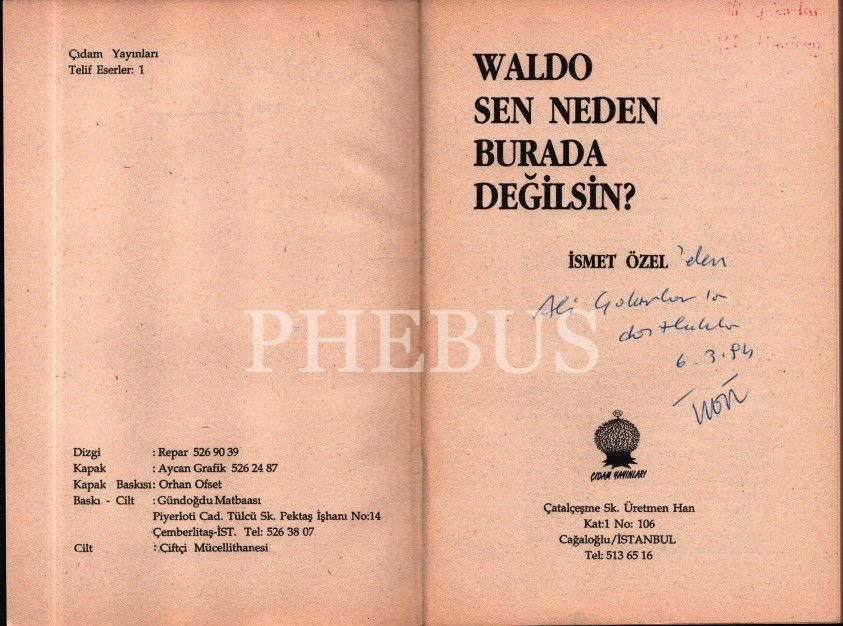 Çıdam Yayınları
Telif Eserler: 1
Dizgi : Repar 526 90 39
Kapak : Aycan Grafik 526 24 87
Kapak Baskısı: Orhan Ofset
Baskı - Cilt : Gündoğdu Matbaası
Piyerloti Cad. Tülcü Sk. Pektaş İşhanı No:14
Çemberlitaş-İST. Tel: 526 38 07
Cilt : Çiftçi Mücellithanesi
WALDO
SEN NEDEN
BURADA
DEĞİLSİN?
İSMET ÖZEL 'den
Ali
dostlukla
6.3.94
PHEBUS
ÇIDAM YAYINLARI
Çatalçeşme Sk. Üretmen Han
Kat:1 No: 106
Cağaloğlu/İSTANBUL
Tel: 513 65 16